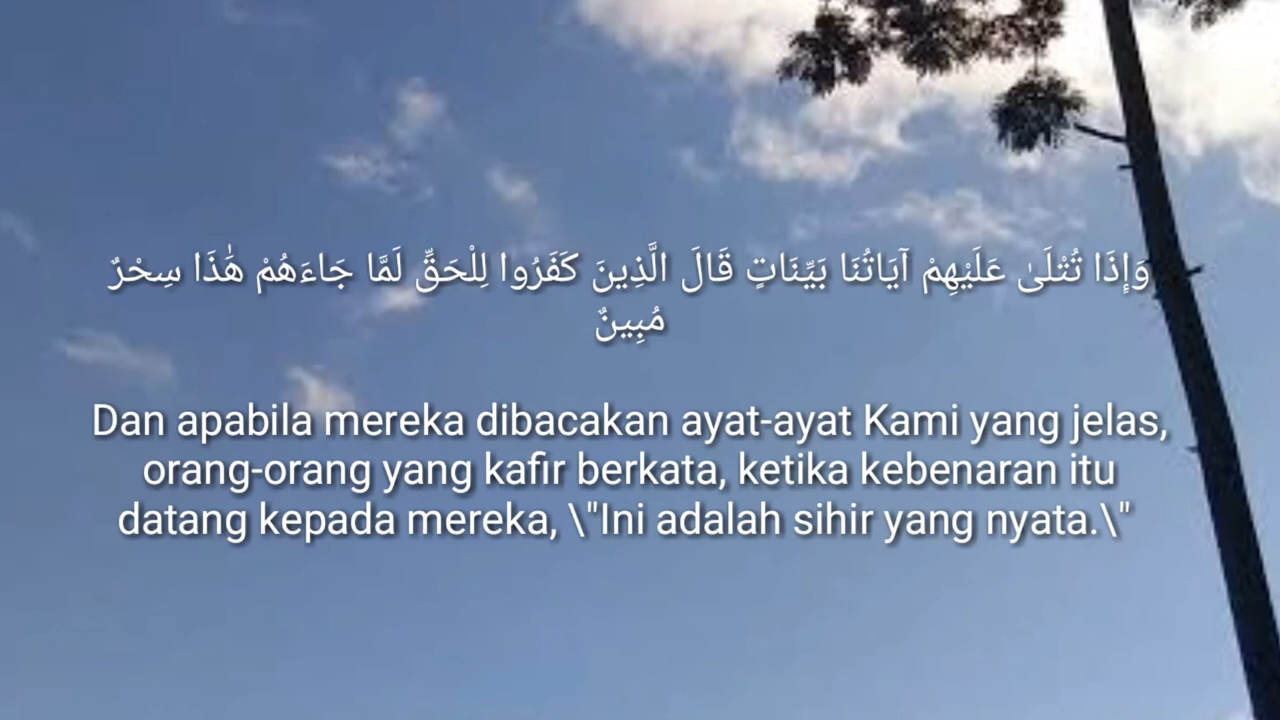 وَإِذَا تُتْلَىٰ عَلَيْهِمْ آيَاتُنَا بَيِّنَاتٍ قَالَ الَّذِينَ كَفَرُوا لِلْحَقِّ لَمَّا جَاءَهُمْ هَٰذَا سِحْرٌ
مُبِينٌ
Dan apabila mereka dibacakan ayat-ayat Kami yang jelas,
orang-orang yang kafir berkata, ketika kebenaran itu
datang kepada mereka, \"Ini adalah sihir yang nyata.\"